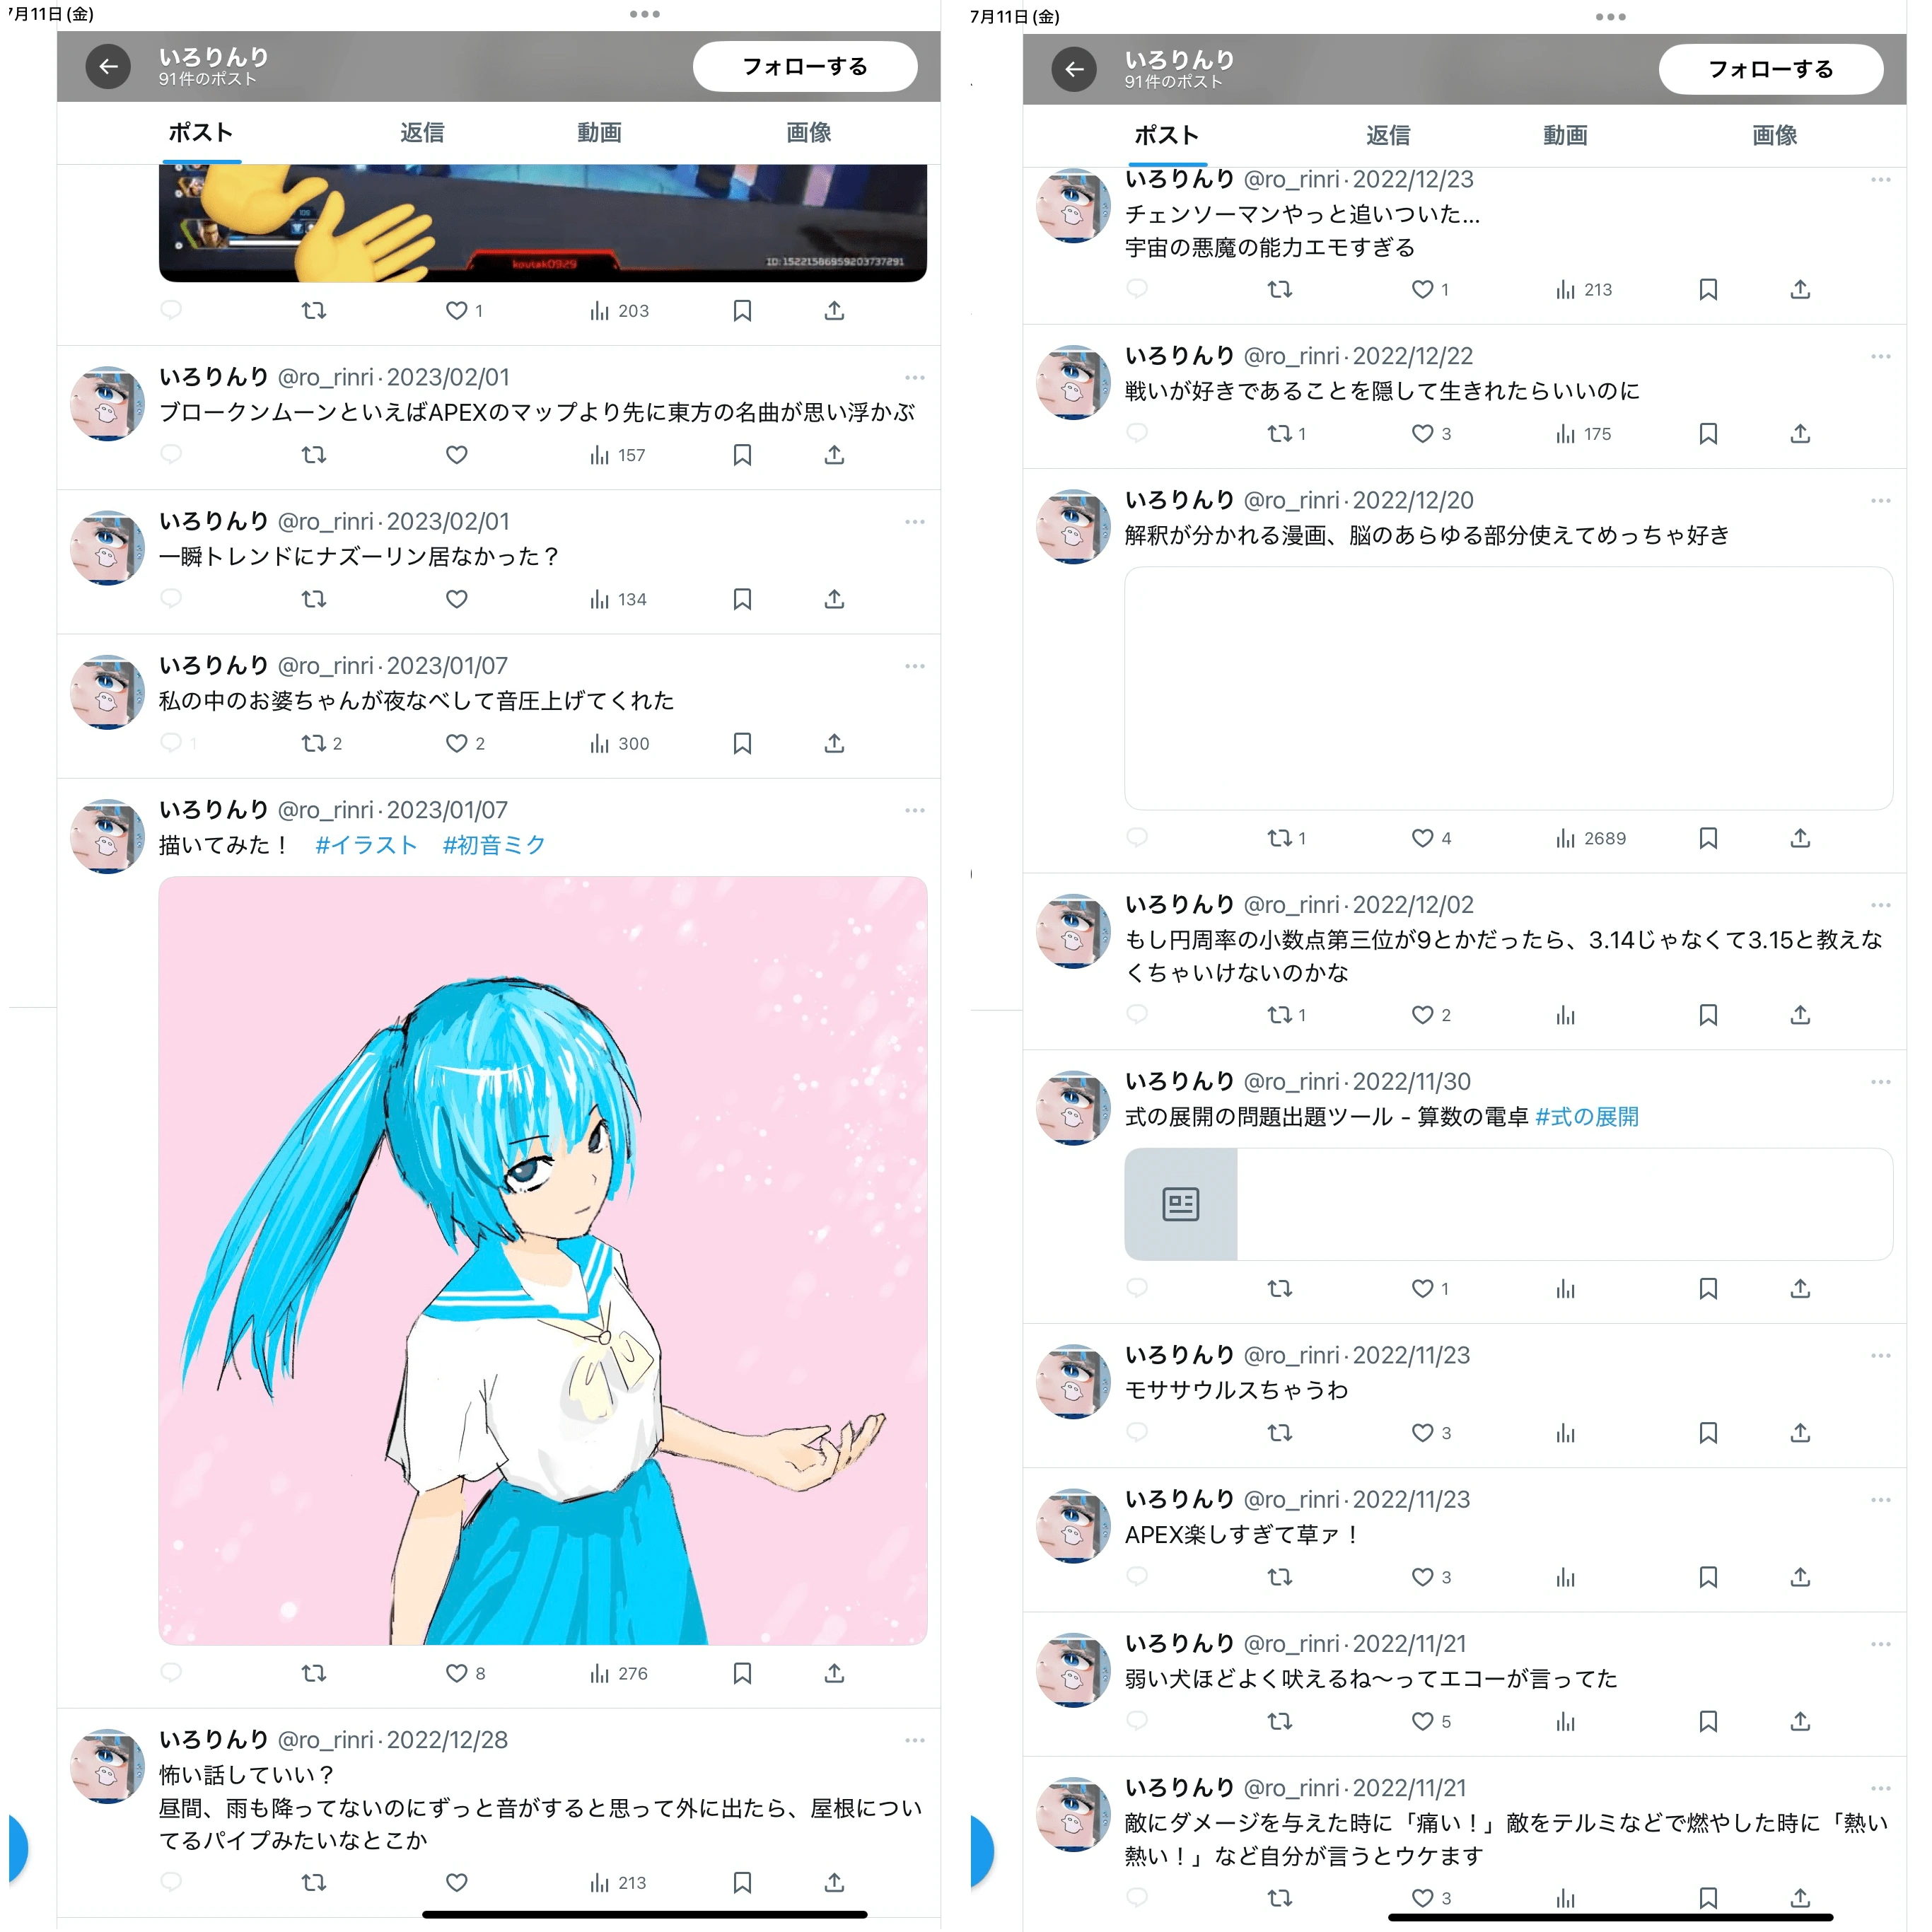 7月11日(金)
いろりんり
91件のポスト
フォローする
ポスト 返信 動画 画像
100
koutak0929
ID:15221586959203737291
1 203
いろりんり @ro_rinri·2023/02/01
ブロークンムーンといえばAPEXのマップより先に東方の名曲が思い浮かぶ
157
いろりんり @ro_rinri·2023/02/01
一瞬トレンドにナズーリン居なかった？
134
いろりんり @ro_rinri·2023/01/07
私の中のお婆ちゃんが夜なべして音圧上げてくれた
1 2 2 300
いろりんり @ro_rinri·2023/01/07
描いてみた！ #イラスト #初音ミク
8 276
いろりんり @ro_rinri·2022/12/28
怖い話していい？
昼間、雨も降ってないのにずっと音がすると思って外に出たら、屋根につい
てるパイプみたいなとこか
213
7月11日(金)
いろりんり
91件のポスト
フォローする
ポスト 返信 動画 画像
いろりんり @ro_rinri·2022/12/23
チェンソーマンやっと追いついた…
宇宙の悪魔の能力エモすぎる
1 213
いろりんり @ro_rinri·2022/12/22
戦いが好きであることを隠して生きれたらいいのに
1 3 175
いろりんり @ro_rinri·2022/12/20
解釈が分かれる漫画、脳のあらゆる部分使えてめっちゃ好き
1 4 2689
いろりんり @ro_rinri·2022/12/02
もし円周率の小数点第三位が9とかだったら、3.14じゃなくて3.15と教えな
くちゃいけないのかな
1 2
いろりんり @ro_rinri·2022/11/30
式の展開の問題出題ツール - 算数の電卓 #式の展開
1
いろりんり @ro_rinri·2022/11/23
モササウルスちゃうわ
3
いろりんり @ro_rinri·2022/11/23
APEX楽しすぎて草ァ！
3
いろりんり @ro_rinri·2022/11/21
弱い犬ほどよく吠えるね〜ってエコーが言ってた
5
いろりんり @ro_rinri·2022/11/21
敵にダメージを与えた時に「痛い！」敵をテルミなどで燃やした時に「熱い
熱い！」など自分が言うとウケます
3